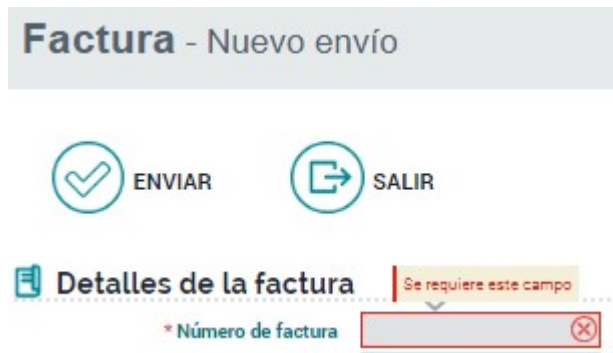 Factura - Nuevo envío
ENVIAR SALIR
Detalles de la factura Se requiere este campo
* Número de factura